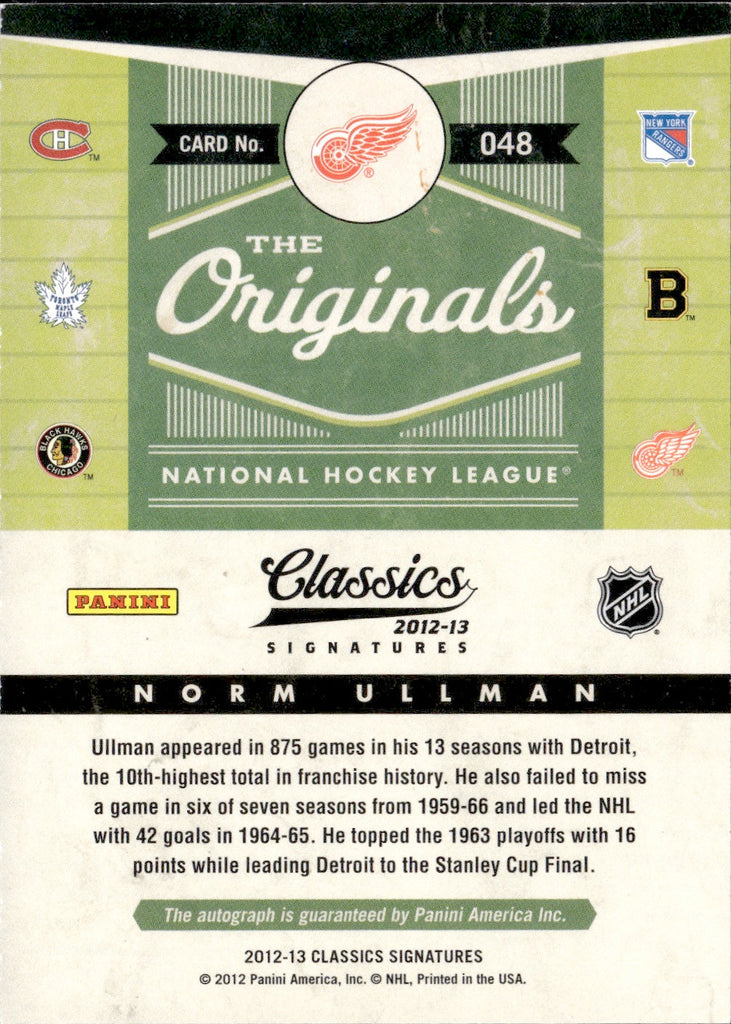 CARD No.
048
®
H
TM
NEW YORK
RANGERS
®
THE
Originals
TORONTO
MAPLE
LEAFS
B
TM
BLACK HAWKS
CHICAGO
TM
TM
NATIONAL HOCKEY LEAGUE®
PANINI
Classics
2012-13
SIGNATURES
NHL
®
NORM ULLMAN
Ullman appeared in 875 games in his 13 seasons with Detroit,
the 10th-highest total in franchise history. He also failed to miss
a game in six of seven seasons from 1959-66 and led the NHL
with 42 goals in 1964-65. He topped the 1963 playoffs with 16
points while leading Detroit to the Stanley Cup Final.
The autograph is guaranteed by Panini America Inc.
2012-13 CLASSICS SIGNATURES
© 2012 Panini America, Inc. © NHL, Printed in the USA.